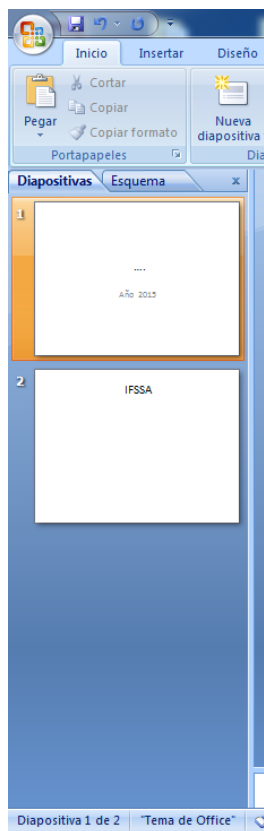 Inicio Insertar Diseño
Cortar
Copiar
Copiar formato
Pegar
Nueva
diapositiva
Portapapeles
Dia
Diapositivas Esquema x
1
....
Año 2015
2
IFSSA
Diapositiva 1 de 2 "Tema de Office"